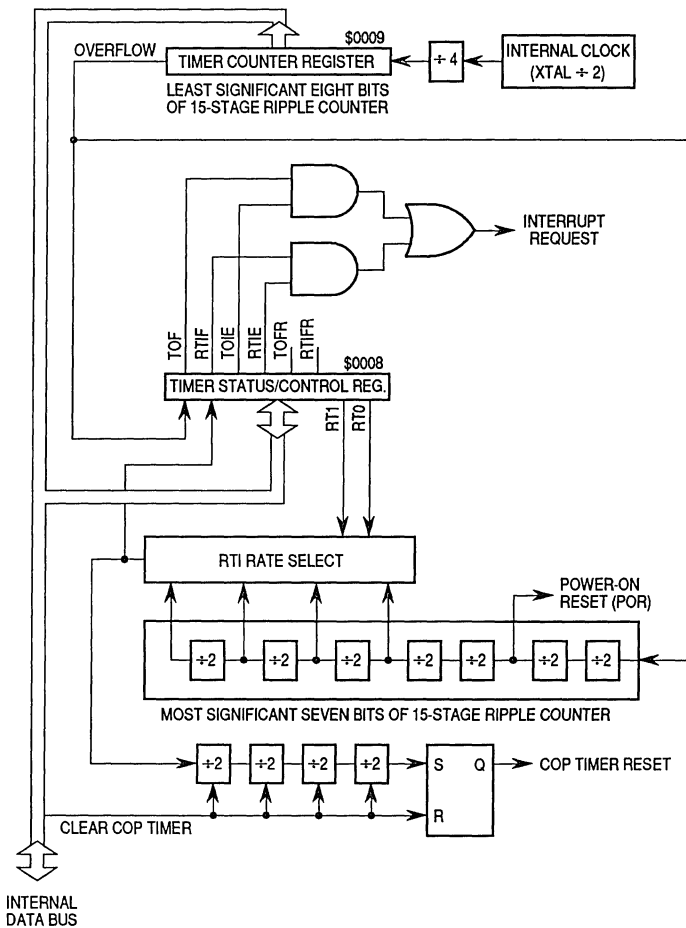 $0009
OVERFLOW
TIMER COUNTER REGISTER
÷ 4
INTERNAL CLOCK
(XTAL ÷ 2)
LEAST SIGNIFICANT EIGHT BITS
OF 15-STAGE RIPPLE COUNTER
INTERRUPT
REQUEST
TOF
RTIF
TOIE
RTIE
TOFR
RTIFR
$0008
TIMER STATUS/CONTROL REG.
RT1
RT0
RTI RATE SELECT
POWER-ON
RESET (POR)
÷2 ÷2 ÷2 ÷2 ÷2 ÷2 ÷2
MOST SIGNIFICANT SEVEN BITS OF 15-STAGE RIPPLE COUNTER
÷2 ÷2 ÷2 ÷2 S Q COP TIMER RESET
R
CLEAR COP TIMER
INTERNAL
DATA BUS